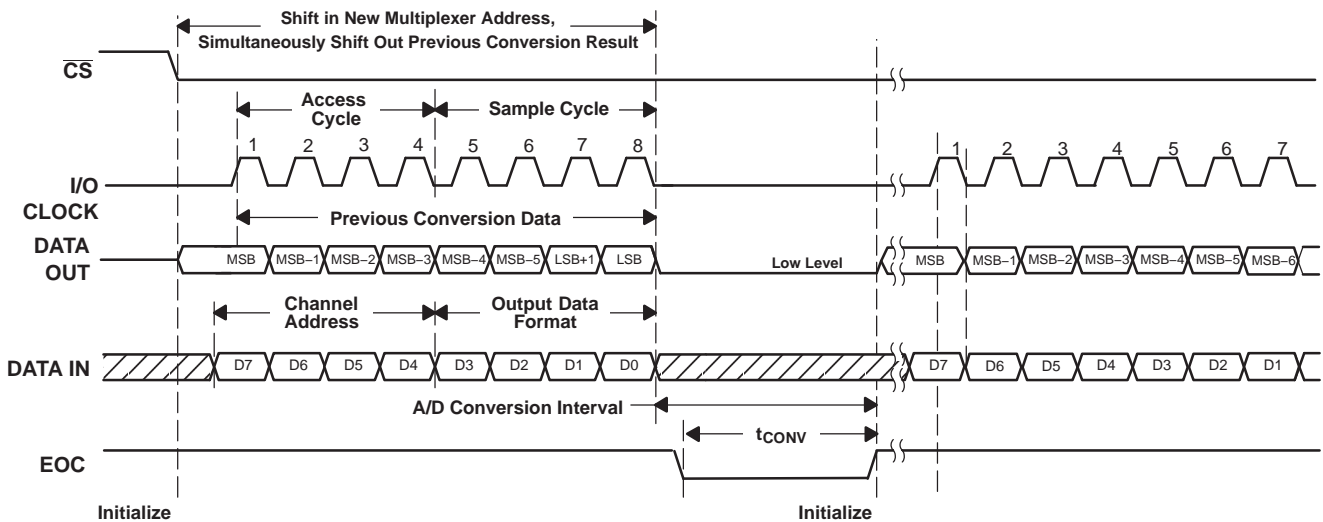 Shift in New Multiplexer Address,
Simultaneously Shift Out Previous Conversion Result
CS
Access
Cycle
Sample Cycle
1 2 3 4 5 6 7 8 1 2 3 4 5 6 7
I/O
CLOCK
Previous Conversion Data
DATA
OUT
MSB MSB–1 MSB–2 MSB–3 MSB–4 MSB–5 LSB+1 LSB Low Level MSB MSB–1 MSB–2 MSB–3 MSB–4 MSB–5 MSB–6
Channel
Address
Output Data
Format
DATA IN D7 D6 D5 D4 D3 D2 D1 D0 D7 D6 D5 D4 D3 D2 D1
A/D Conversion Interval
tCONV
EOC
Initialize Initialize